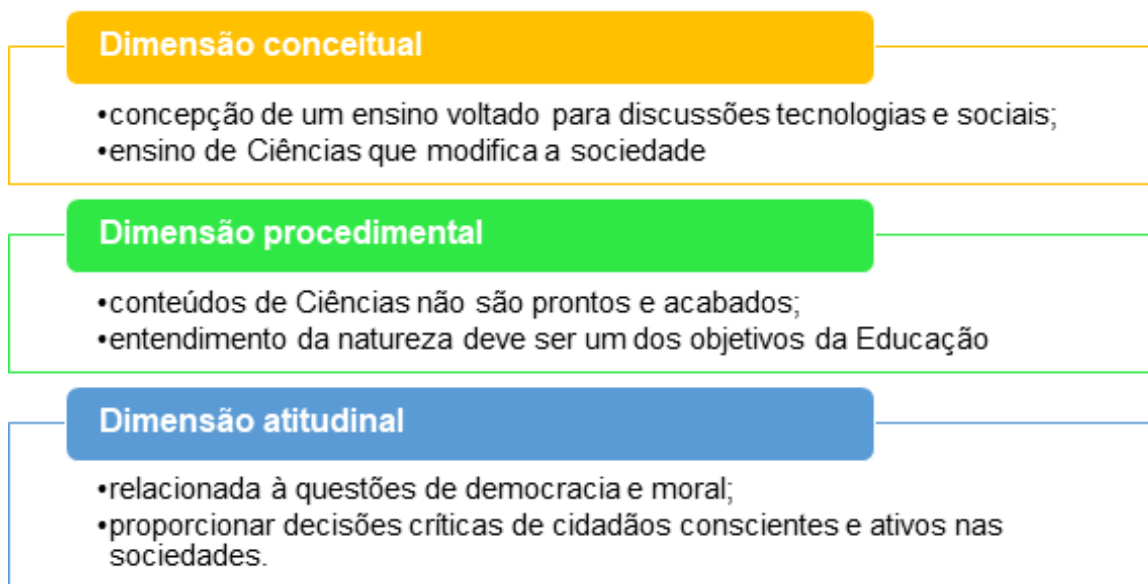 Dimensão conceitual
•concepção de um ensino voltado para discussões tecnologias e sociais;
•ensino de Ciências que modifica a sociedade
Dimensão procedimental
•conteúdos de Ciências não são prontos e acabados;
•entendimento da natureza deve ser um dos objetivos da Educação
Dimensão atitudinal
•relacionada à questões de democracia e moral;
•proporcionar decisões críticas de cidadãos conscientes e ativos nas
sociedades.